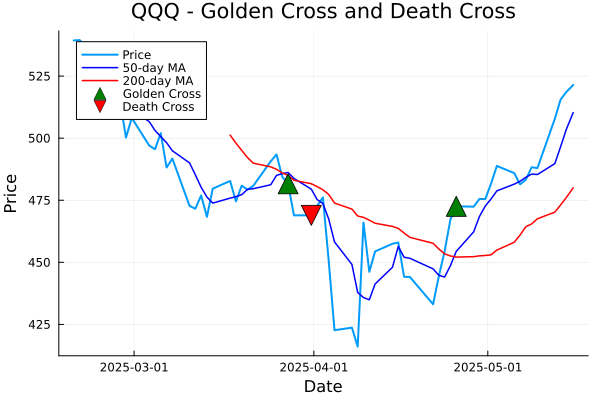 QQQ - Golden Cross and Death Cross
Price
50-day MA
200-day MA
Golden Cross
Death Cross
525
500
475
450
425
Price
2025-03-01
2025-04-01
2025-05-01
Date